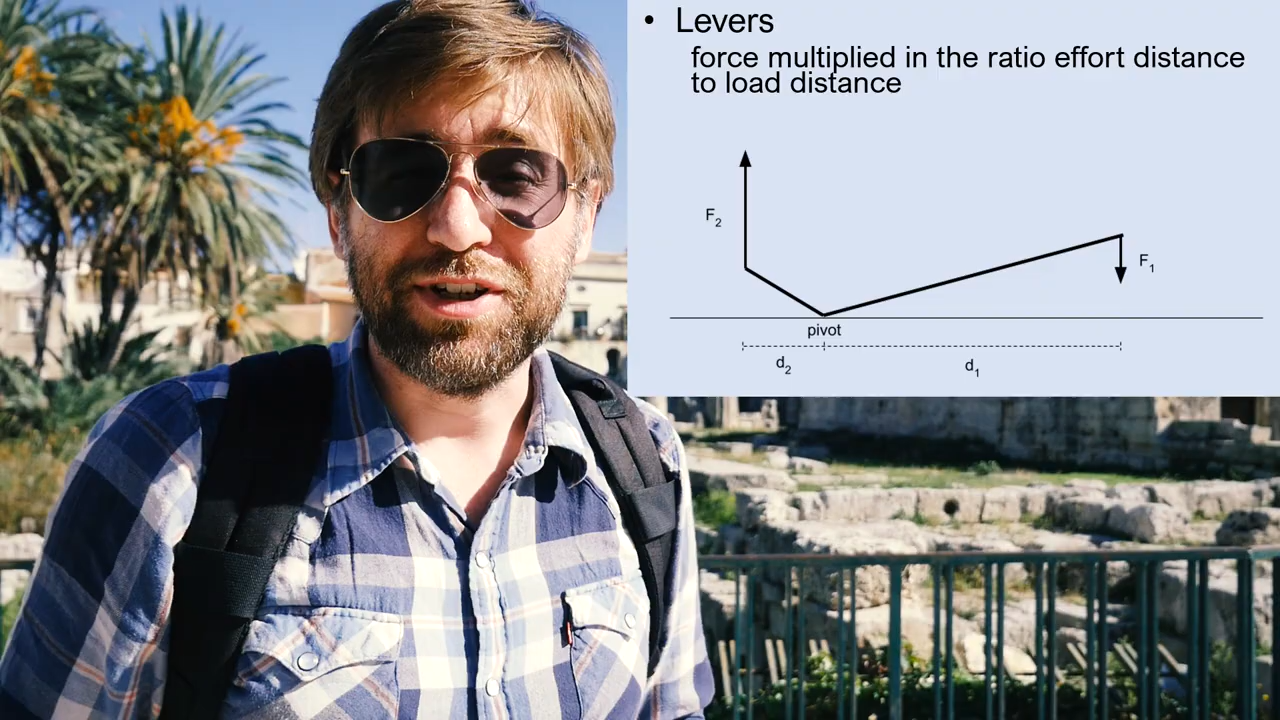 • Levers
force multiplied in the ratio effort distance
to load distance
F2
F1
pivot
d2
d1